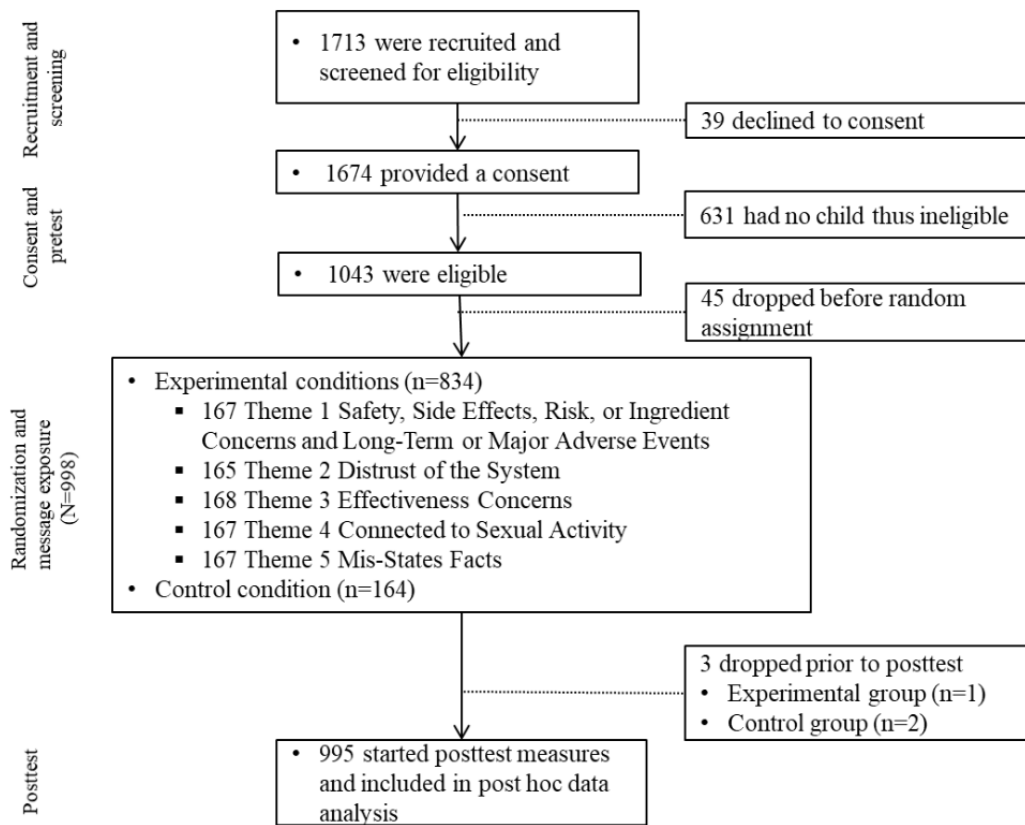 Recruitment and
screening
• 1713 were recruited and
screened for eligibility
39 declined to consent
• 1674 provided a consent
Consent and
pretest
631 had no child thus ineligible
• 1043 were eligible
45 dropped before random
assignment
Randomization and
message exposure
(N=998)
• Experimental conditions (n=834)
▪ 167 Theme 1 Safety, Side Effects, Risk, or Ingredient
Concerns and Long-Term or Major Adverse Events
▪ 165 Theme 2 Distrust of the System
▪ 168 Theme 3 Effectiveness Concerns
▪ 167 Theme 4 Connected to Sexual Activity
▪ 167 Theme 5 Mis-States Facts
• Control condition (n=164)
3 dropped prior to posttest
• Experimental group (n=1)
• Control group (n=2)
Posttest
• 995 started posttest measures
and included in post hoc data
analysis